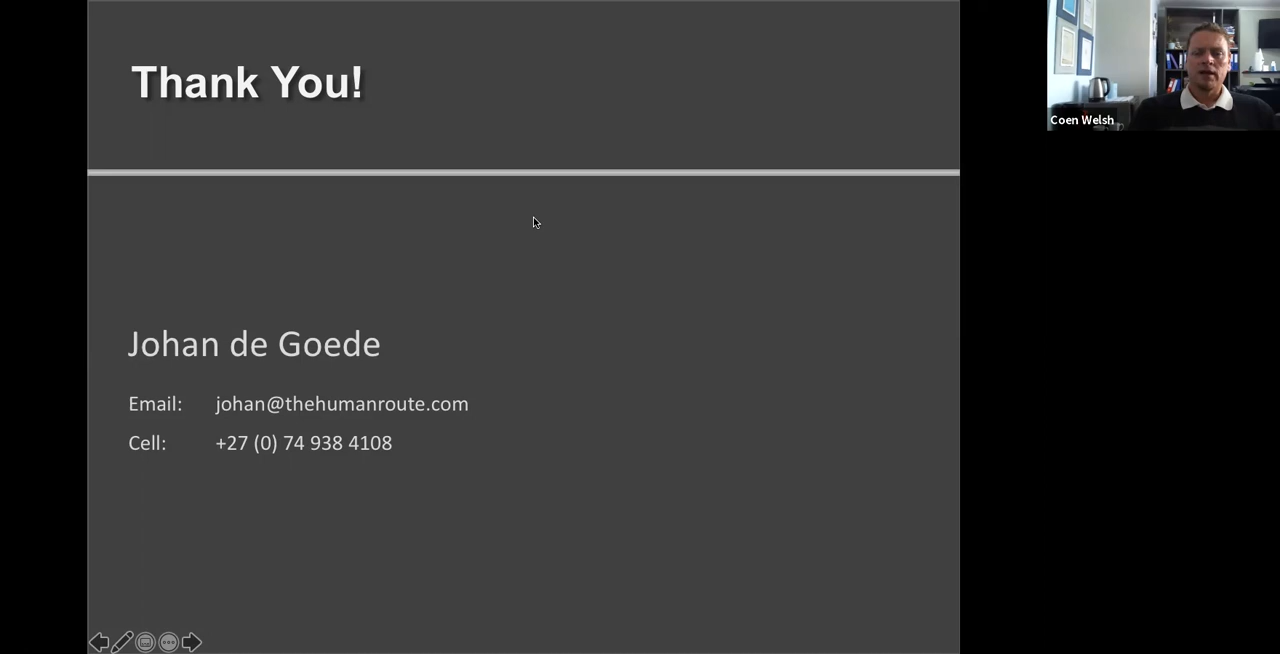 Thank You!
Coen Welsh
Johan de Goede
Email: johan@thehumanroute.com
Cell: +27 (0) 74 938 4108